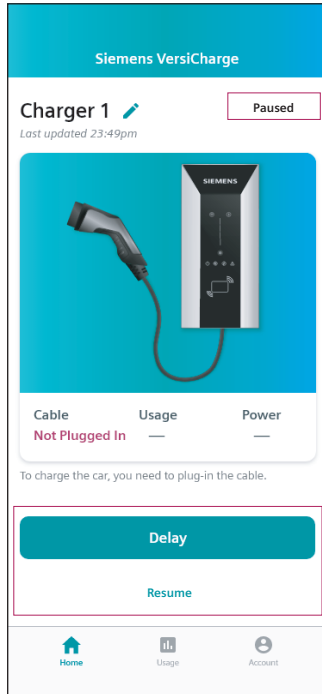 Siemens VersiCharge
Charger 1
Paused
Last updated 23:49pm
SIEMENS
Cable Usage Power
Not Plugged In — —
To charge the car, you need to plug-in the cable.
Delay
Resume
Home Usage Account